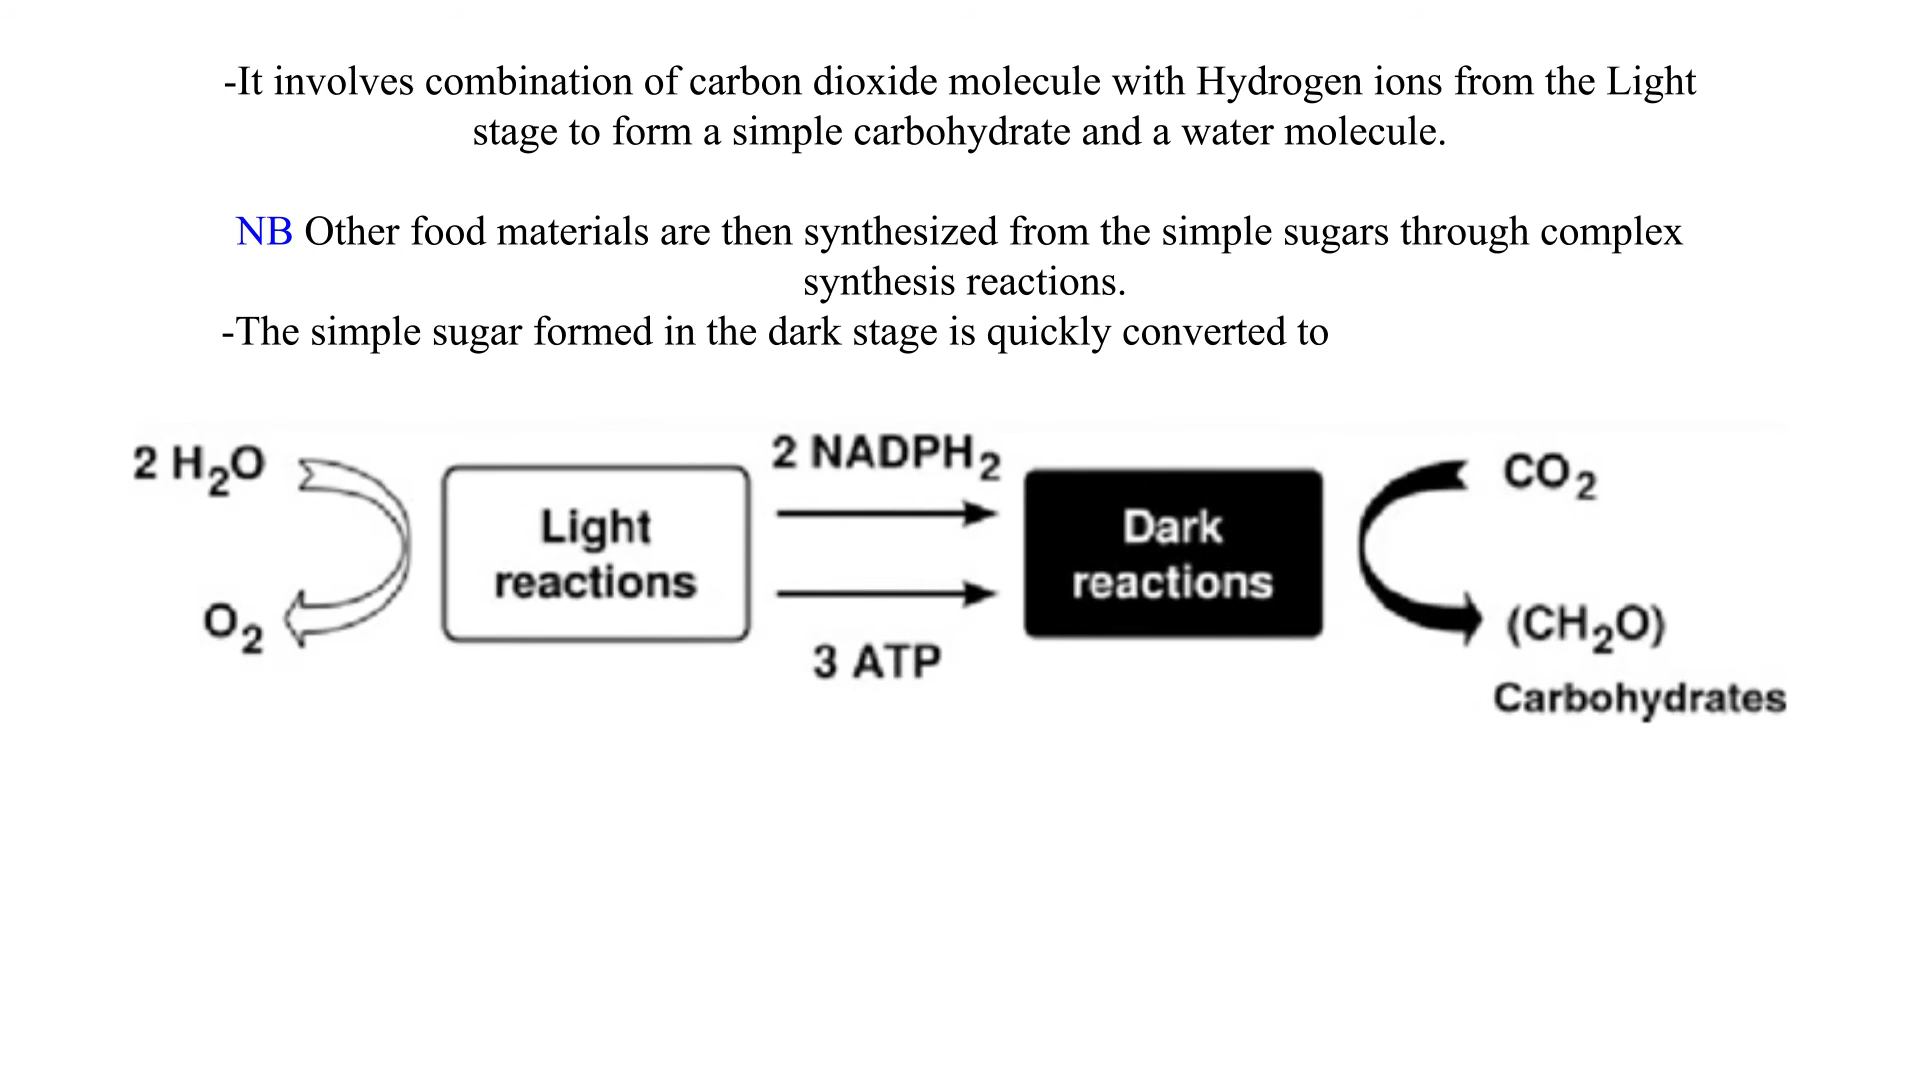 -It involves combination of carbon dioxide molecule with Hydrogen ions from the Light
stage to form a simple carbohydrate and a water molecule.
NB Other food materials are then synthesized from the simple sugars through complex
synthesis reactions.
-The simple sugar formed in the dark stage is quickly converted to
2 H₂O
O₂
Light
reactions
2 NADPH₂
3 ATP
Dark
reactions
CO₂
(CH₂O)
Carbohydrates